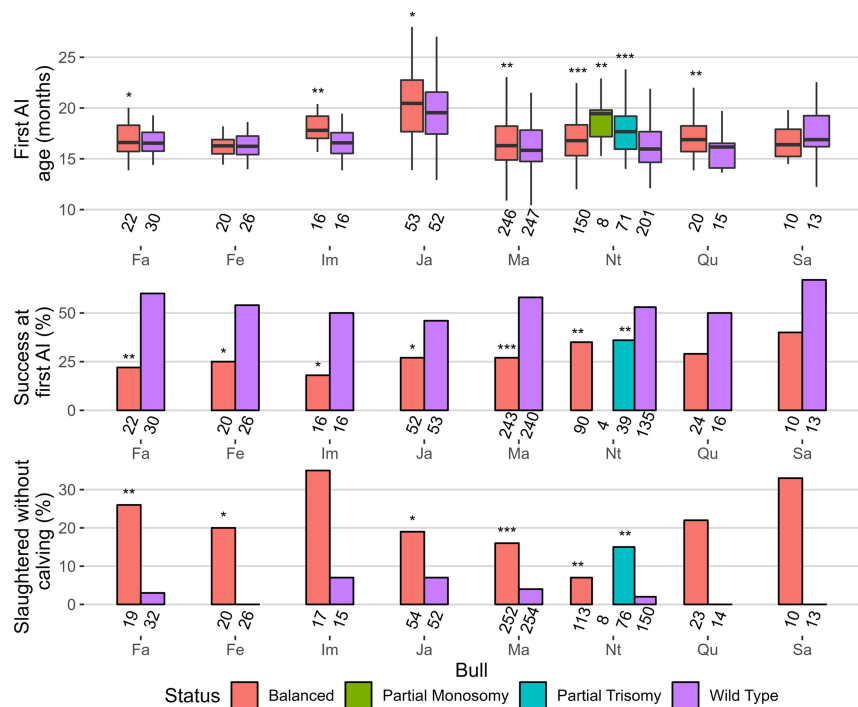 First AI
age (months)
25
20
15
10
* ** * ** *** ** *** **
22 30 20 26 16 16 53 52 246 247 150 8 71 201 20 15 10 13
Fa Fe Im Ja Ma Nt Qu Sa
Success at
first AI (%)
50
25
0
** * * * *** ** **
22 30 20 26 16 16 52 53 243 240 90 4 39 135 24 16 10 13
Fa Fe Im Ja Ma Nt Qu Sa
Slaughtered without
calving (%)
30
20
10
0
** * * *** ** **
19 32 20 26 17 15 54 52 252 254 113 8 76 150 23 14 10 13
Fa Fe Im Ja Ma Nt Qu Sa
Bull
Status Balanced Partial Monosomy Partial Trisomy Wild Type